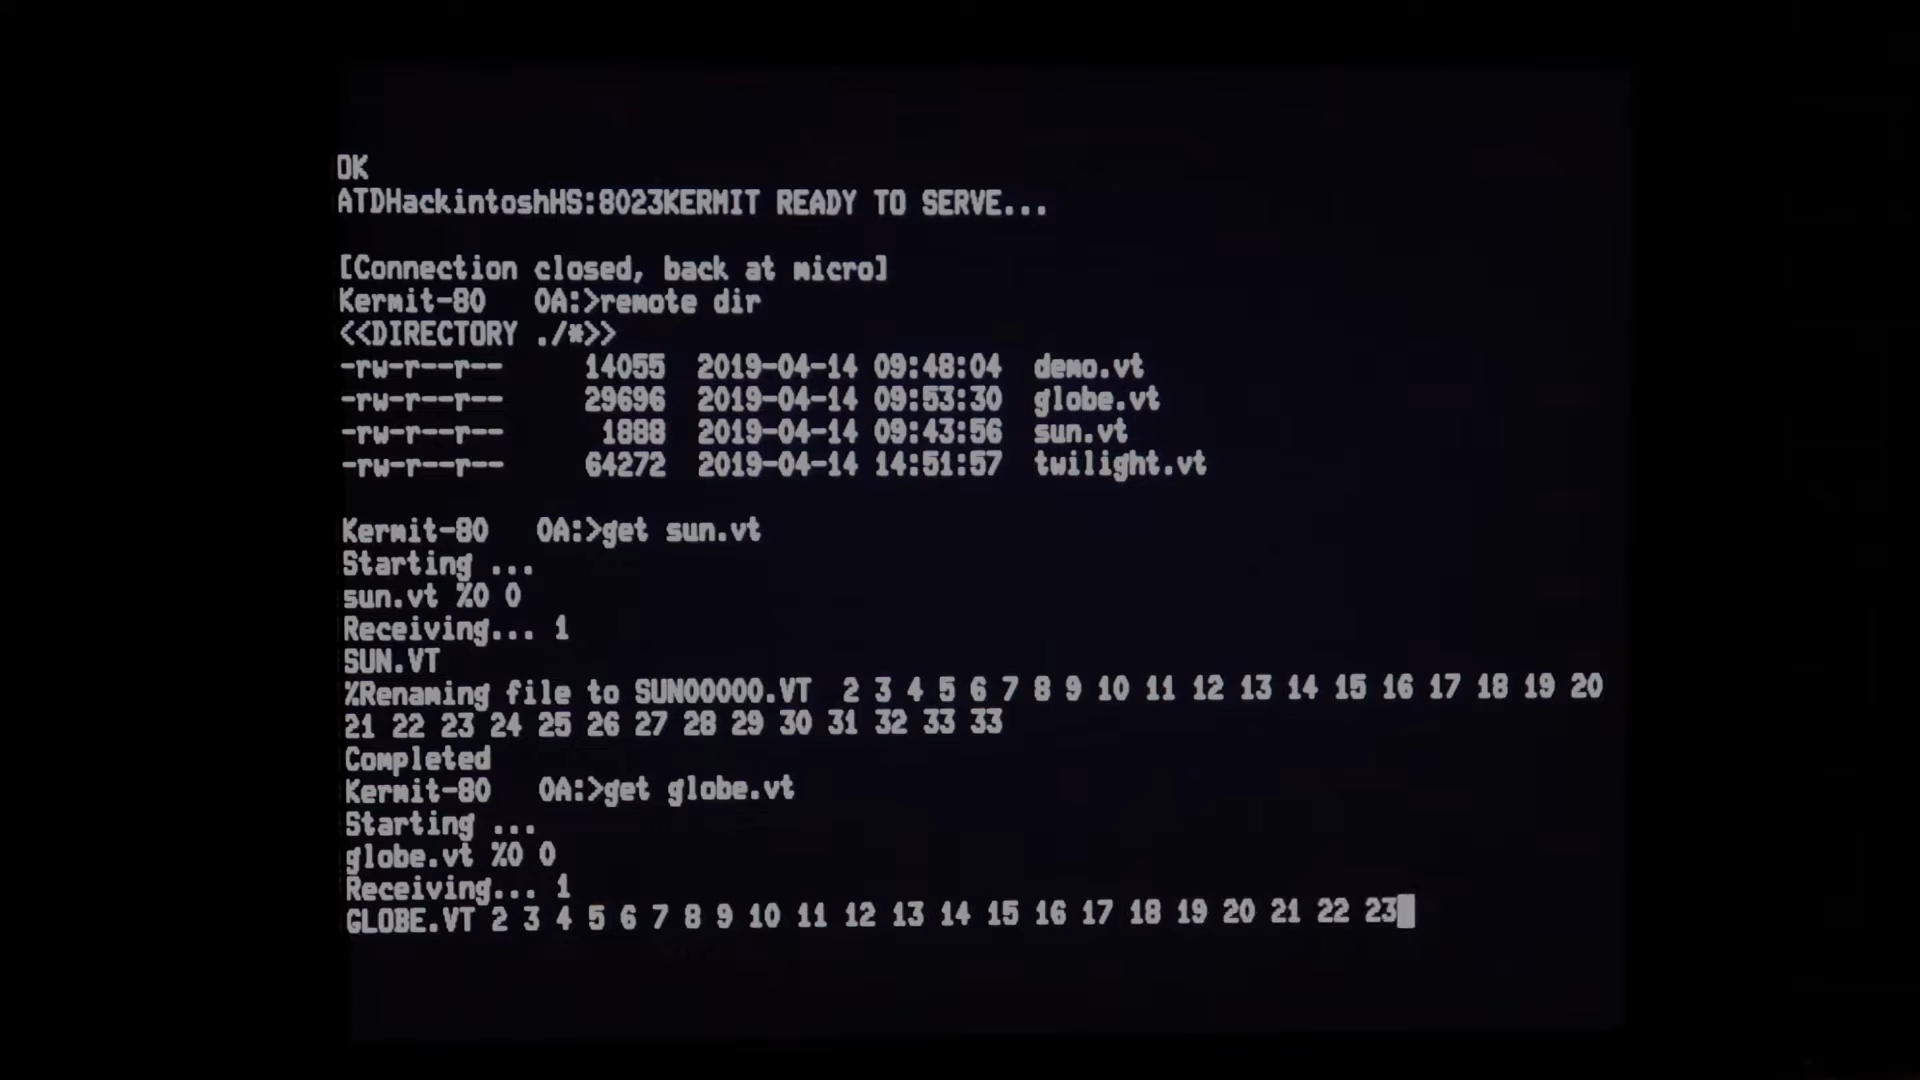 OK
ATDHackintoshHS:8023KERMIT READY TO SERVE...
[Connection closed, back at micro]
Kermit-80   0A:>remote dir
<<DIRECTORY ./*>>
-rw-r--r--     14055  2019-04-14 09:48:04  demo.vt
-rw-r--r--     29696  2019-04-14 09:53:30  globe.vt
-rw-r--r--      1888  2019-04-14 09:43:56  sun.vt
-rw-r--r--     64272  2019-04-14 14:51:57  twilight.vt
Kermit-80   0A:>get sun.vt
Starting ...
sun.vt %0 0
Receiving... 1
SUN.VT
%Renaming file to SUN00000.VT  2 3 4 5 6 7 8 9 10 11 12 13 14 15 16 17 18 19 20
21 22 23 24 25 26 27 28 29 30 31 32 33 33
Completed
Kermit-80   0A:>get globe.vt
Starting ...
globe.vt %0 0
Receiving... 1
GLOBE.VT 2 3 4 5 6 7 8 9 10 11 12 13 14 15 16 17 18 19 20 21 22 23